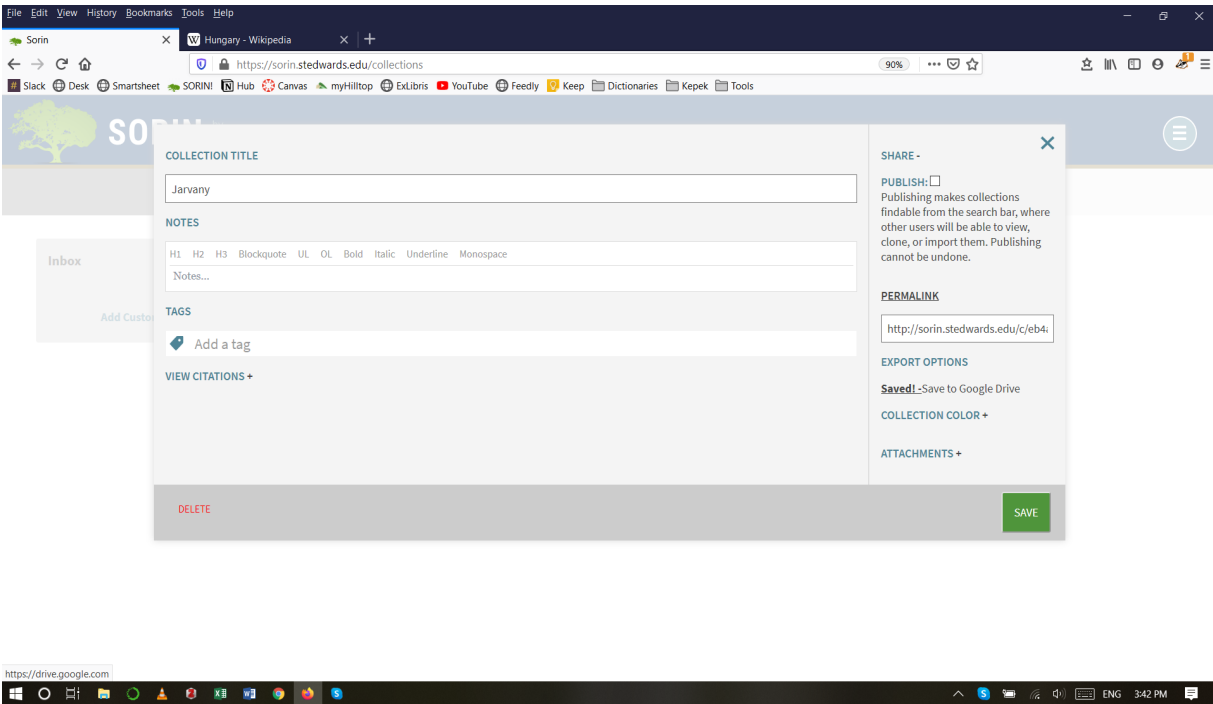 File Edit View History Bookmarks Tools Help
Sorin
Hungary - Wikipedia
https://sorin.stedwards.edu/collections
90%
1
Slack Desk Smartsheet SORIN! Hub Canvas myHilltop ExLibris YouTube Feedly Keep Dictionaries Kepek Tools
COLLECTION TITLE
Jarvany
NOTES
H1 H2 H3 Blockquote UL OL Bold Italic Underline Monospace
Notes...
TAGS
Add a tag
VIEW CITATIONS +
DELETE
SHARE -
PUBLISH:
Publishing makes collections
findable from the search bar, where
other users will be able to view,
clone, or import them. Publishing
cannot be undone.
PERMALINK
http://sorin.stedwards.edu/c/eb4
EXPORT OPTIONS
Saved! -Save to Google Drive
COLLECTION COLOR +
ATTACHMENTS +
SAVE
Inbox
Add Custo
https://drive.google.com
ENG 3:42 PM